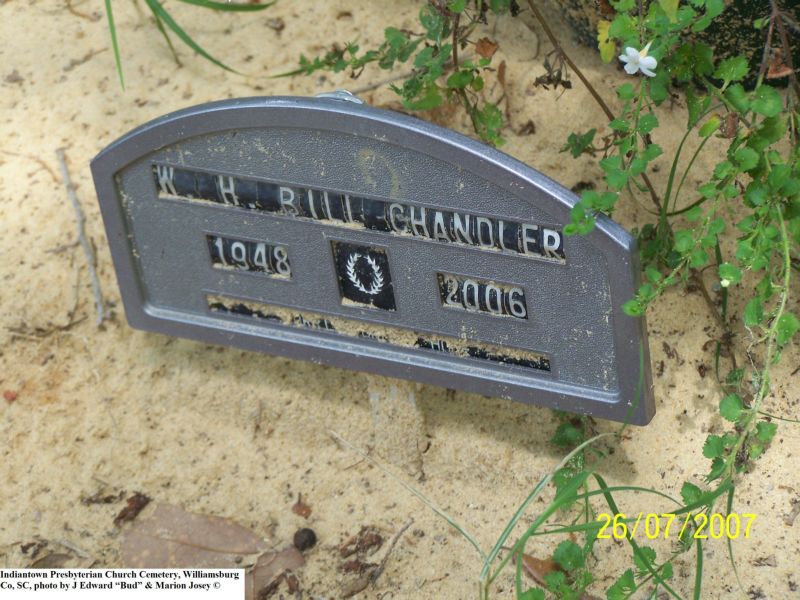 W. H. BILL CHANDLER
1948
2006
26/07/2007
Indiantown Presbyterian Church Cemetery, Williamsburg
Co, SC, photo by J Edward “Bud” & Marion Josey ©